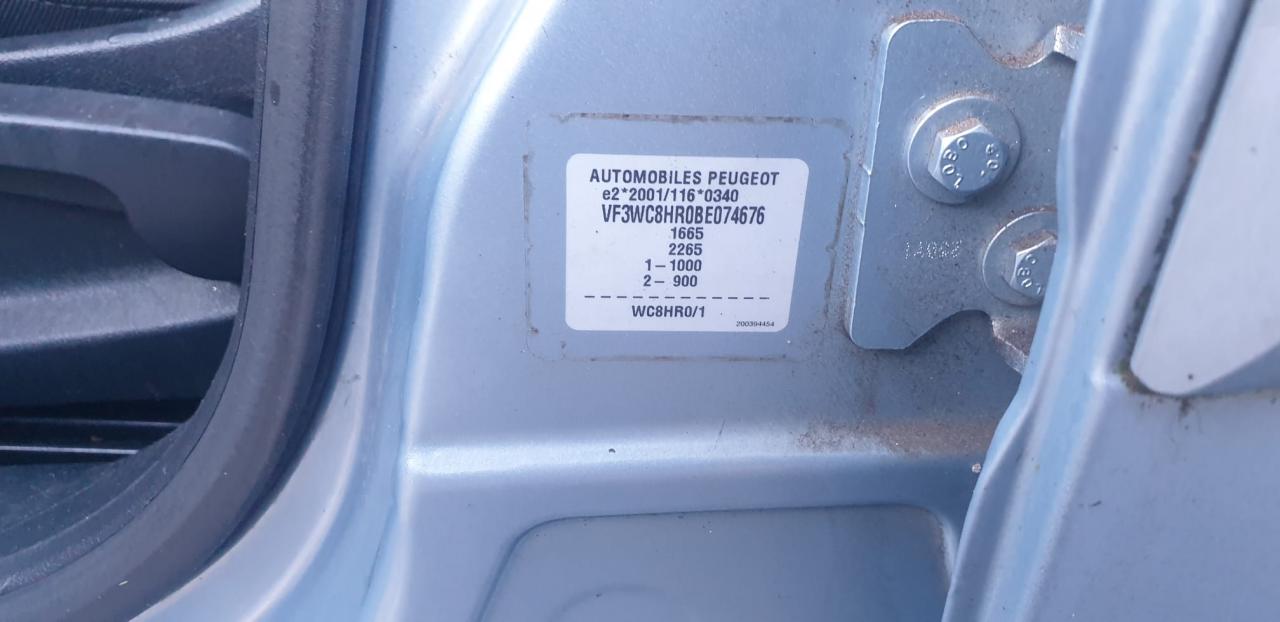 AUTOMOBILES PEUGEOT
e2*2001/116*0340
VF3WC8HR0BE074676
1665
2265
1-1000
2- 900
WC8HR0/1
200394454